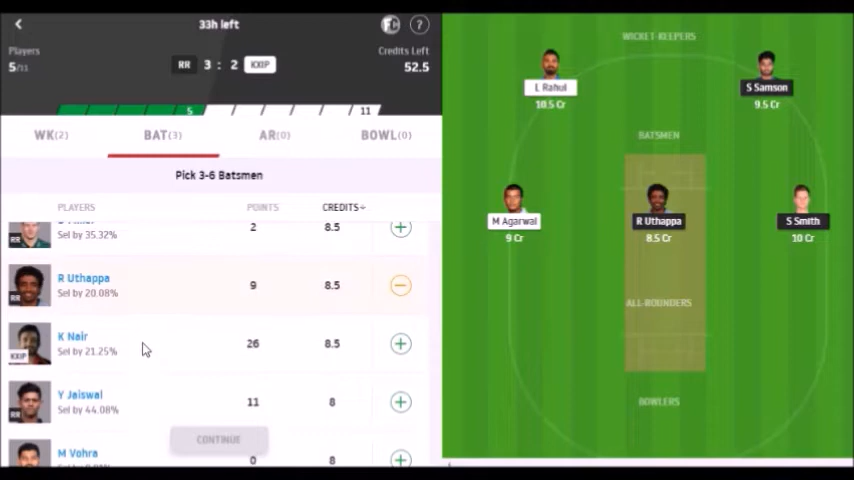 33h left
?
Players
5/11
RR 3 : 2 KXIP
Credits Left
52.5
5
11
WK(2) BAT(3) AR(0) BOWL(0)
Pick 3-6 Batsmen
PLAYERS POINTS CREDITS
RR Sel by 35.32% 2 8.5
R Uthappa
RR Sel by 20.08% 9 8.5
K Nair
KXIP Sel by 21.25% 26 8.5
Y Jaiswal
RR Sel by 44.08% 11 8
CONTINUE
M Vohra
0 8
WICKET-KEEPERS
L Rahul S Samson
10.5 Cr 9.5 Cr
BATSMEN
M Agarwal R Uthappa S Smith
9 Cr 8.5 Cr 10 Cr
ALL-ROUNDERS
BOWLERS